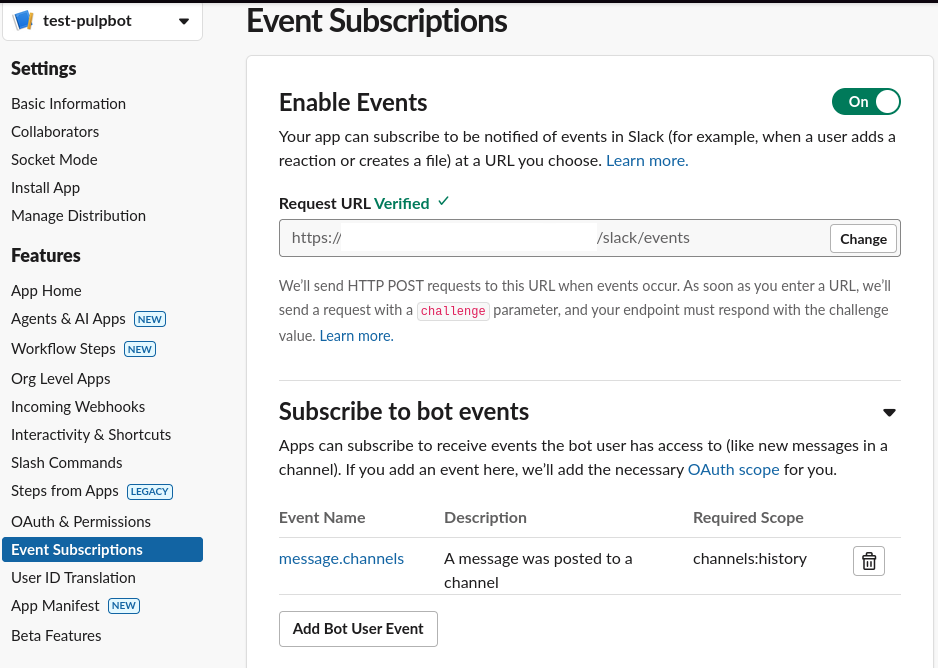 test-pulpbot
Settings
Basic Information
Collaborators
Socket Mode
Install App
Manage Distribution
Features
App Home
Agents & AI Apps NEW
Workflow Steps NEW
Org Level Apps
Incoming Webhooks
Interactivity & Shortcuts
Slash Commands
Steps from Apps LEGACY
OAuth & Permissions
Event Subscriptions
User ID Translation
App Manifest NEW
Beta Features
Event Subscriptions
Enable Events
On
Your app can subscribe to be notified of events in Slack (for example, when a user adds a
reaction or creates a file) at a URL you choose. Learn more.
Request URL Verified ✓
https:// /slack/events Change
We’ll send HTTP POST requests to this URL when events occur. As soon as you enter a URL, we’ll
send a request with a challenge parameter, and your endpoint must respond with the challenge
value. Learn more.
Subscribe to bot events
Apps can subscribe to receive events the bot user has access to (like new messages in a
channel). If you add an event here, we’ll add the necessary OAuth scope for you.
Event Name Description Required Scope
message.channels A message was posted to a channels:history
channel
Add Bot User Event